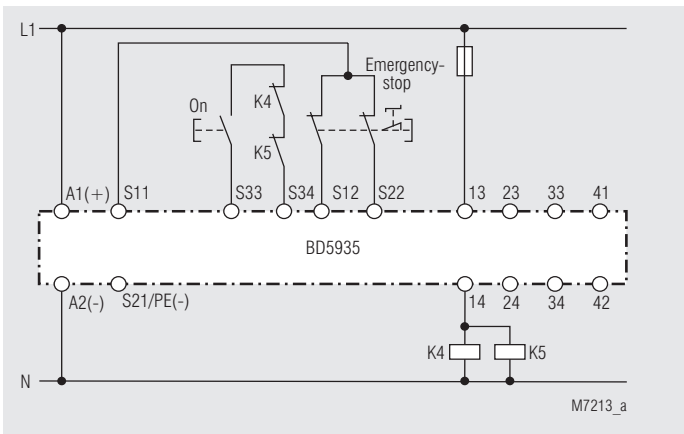 L1
Emergency-
stop
On
K4
K5
A1(+) S11 S33 S34 S12 S22 13 23 33 41
BD5935
A2(-) S21/PE(-) 14 24 34 42
K4 K5
N
M7213_a